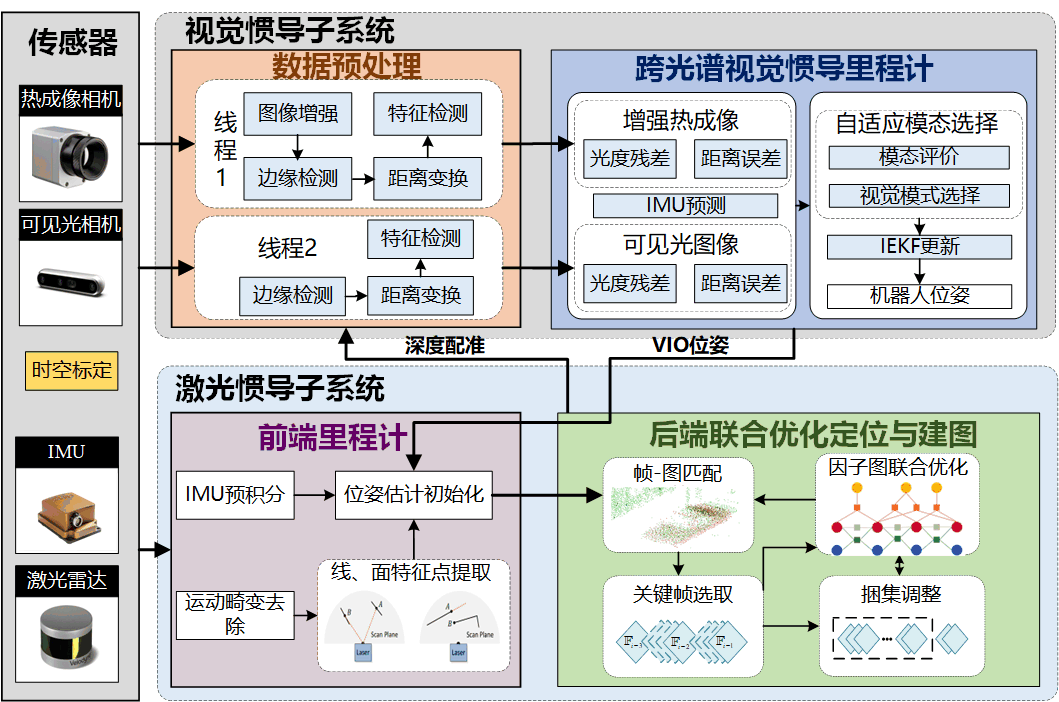 传感器
热成像相机
可见光相机
时空标定
IMU
激光雷达
Velodyne
视觉惯导子系统
数据预处理
线程1
图像增强
特征检测
边缘检测
距离变换
线程2
特征检测
边缘检测
距离变换
跨光谱视觉惯导里程计
增强热成像
光度残差
距离误差
IMU预测
可见光图像
光度残差
距离误差
自适应模态选择
模态评价
视觉模式选择
IEKF更新
机器人位姿
深度配准
VIO位姿
激光惯导子系统
前端里程计
IMU预积分
位姿估计初始化
运动畸变去
除
线、面特征点提取
B
A
Scan Plane
Laser
A
B
Scan Plane
Laser
后端联合优化定位与建图
帧-图匹配
因子图联合优化
关键帧选取
𝔽i−3
𝔽i−2
𝔽i−1
捆集调整
...